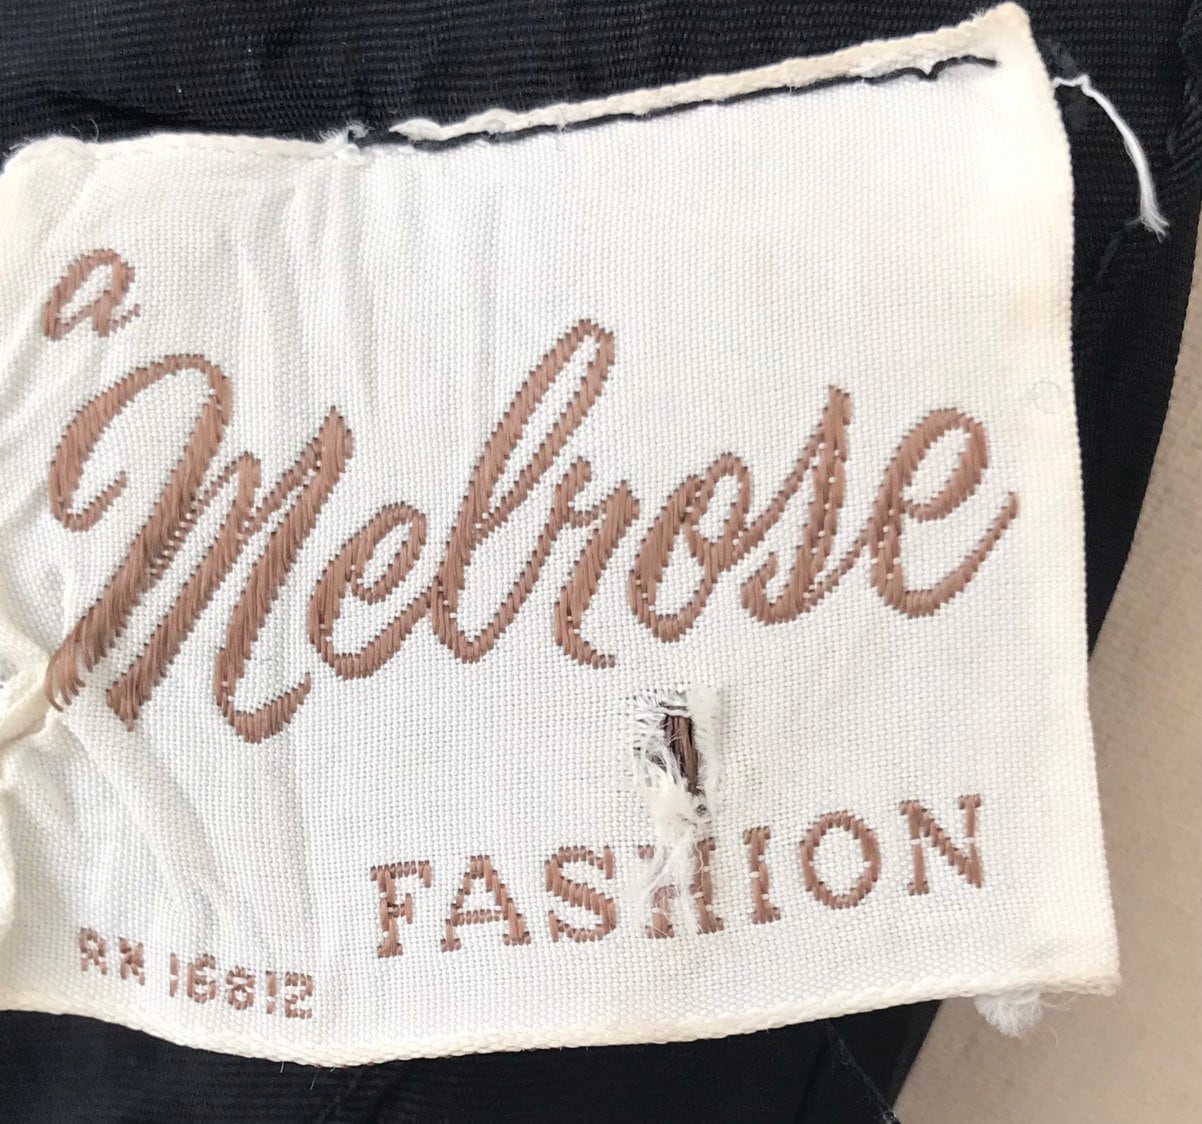 a
Melrose
FASHION
RN 16812